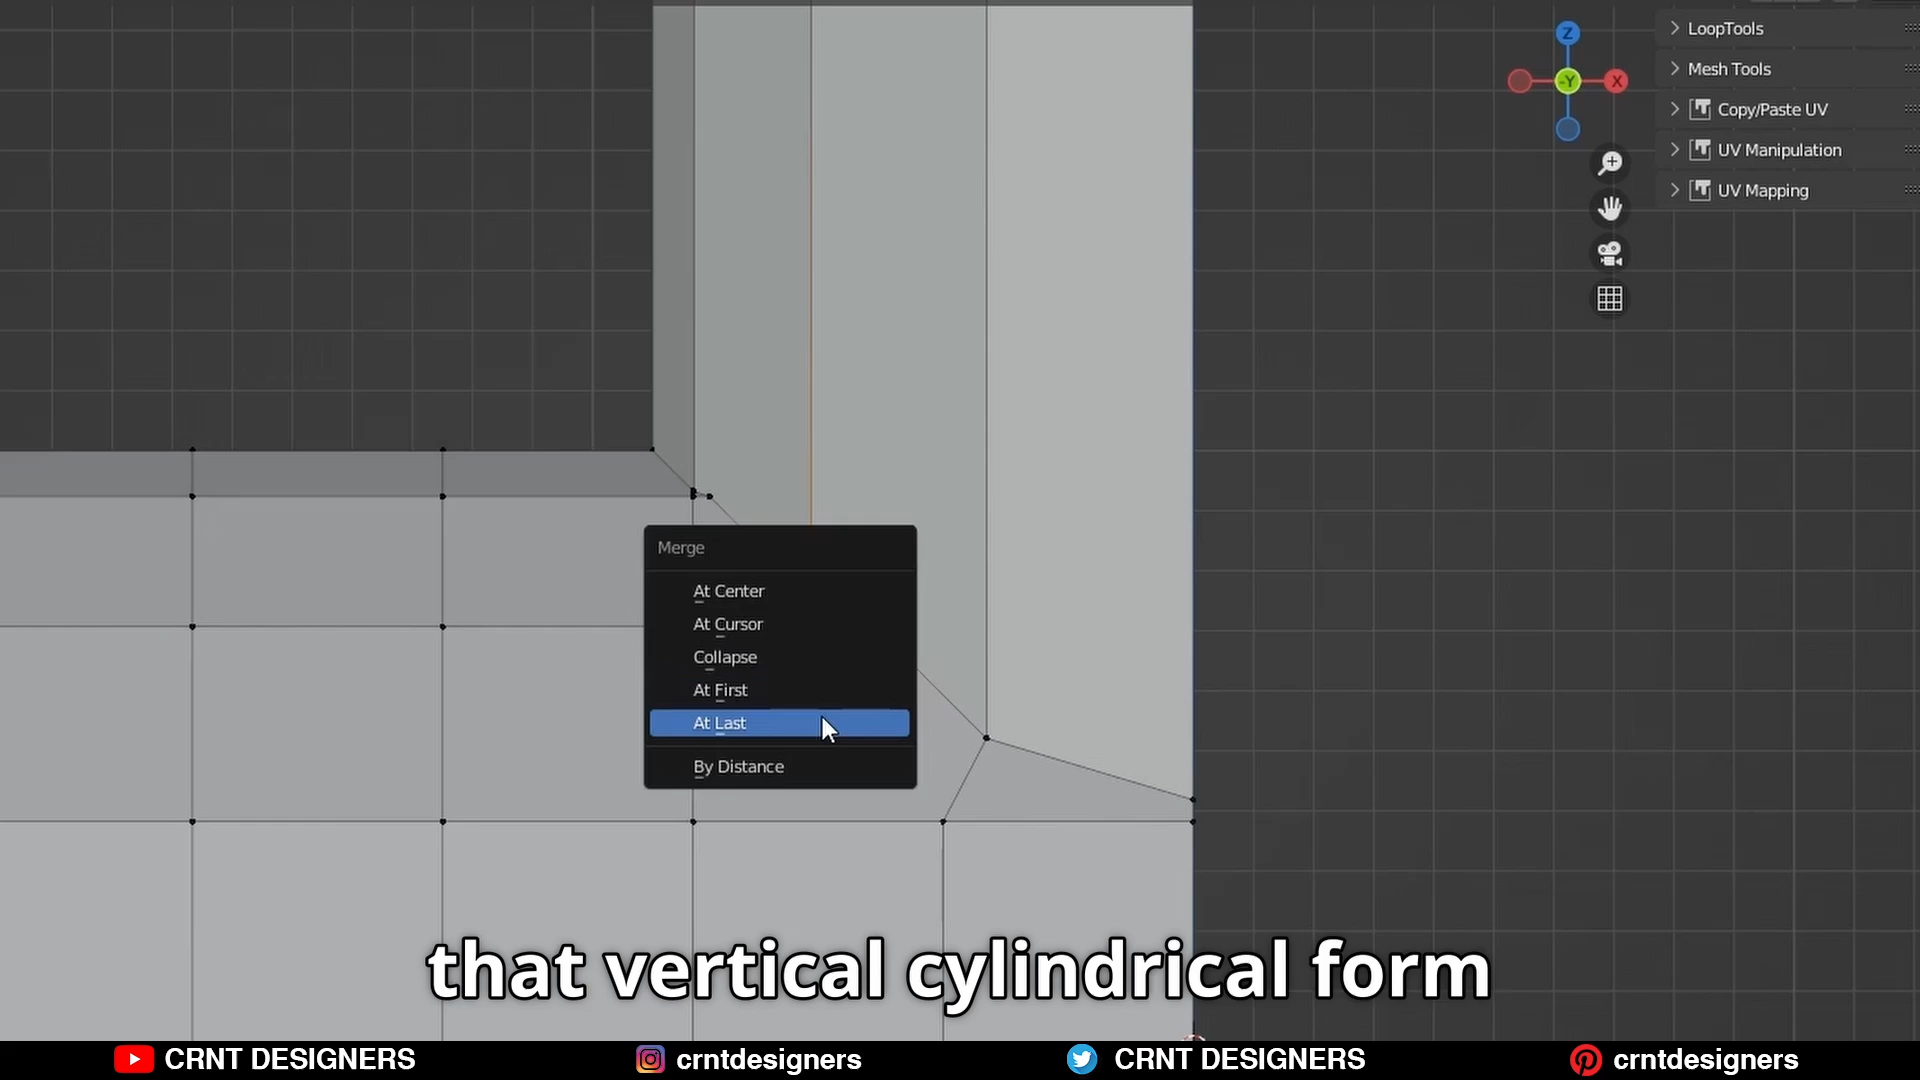 Z
-Y
X
LoopTools
Mesh Tools
Copy/Paste UV
UV Manipulation
UV Mapping
Merge
At Center
At Cursor
Collapse
At First
At Last
By Distance
that vertical cylindrical form
CRNT DESIGNERS
crntdesigners
CRNT DESIGNERS
crntdesigners